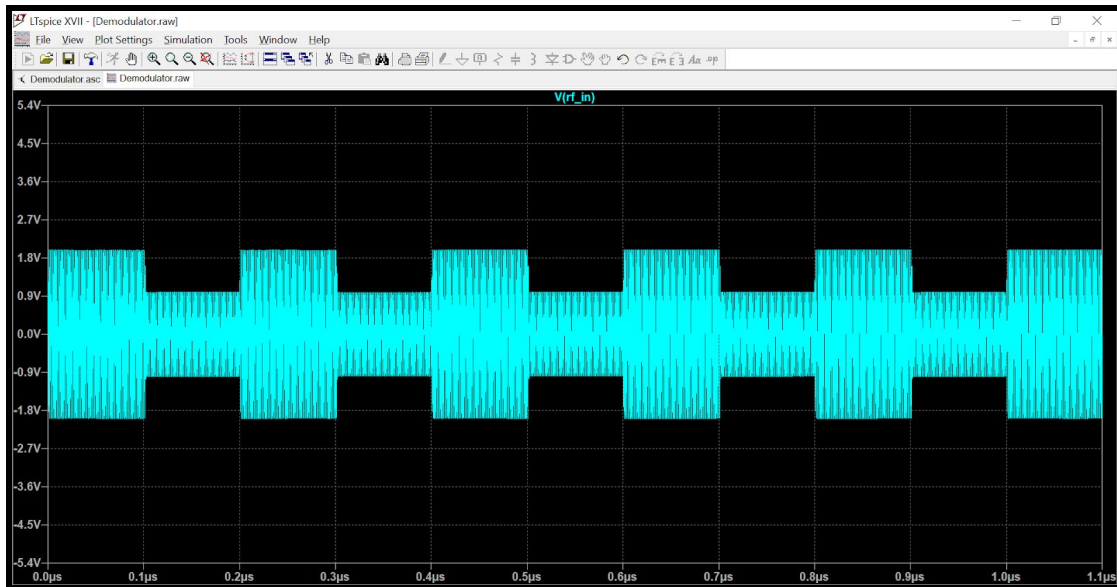 LTspice XVII - [Demodulator.raw]
File View Plot Settings Simulation Tools Window Help
Demodulator.asc Demodulator.raw
V(rf_in)
5.4V
4.5V
3.6V
2.7V
1.8V
0.9V
0.0V
-0.9V
-1.8V
-2.7V
-3.6V
-4.5V
-5.4V
0.0µs 0.1µs 0.2µs 0.3µs 0.4µs 0.5µs 0.6µs 0.7µs 0.8µs 0.9µs 1.0µs 1.1µs